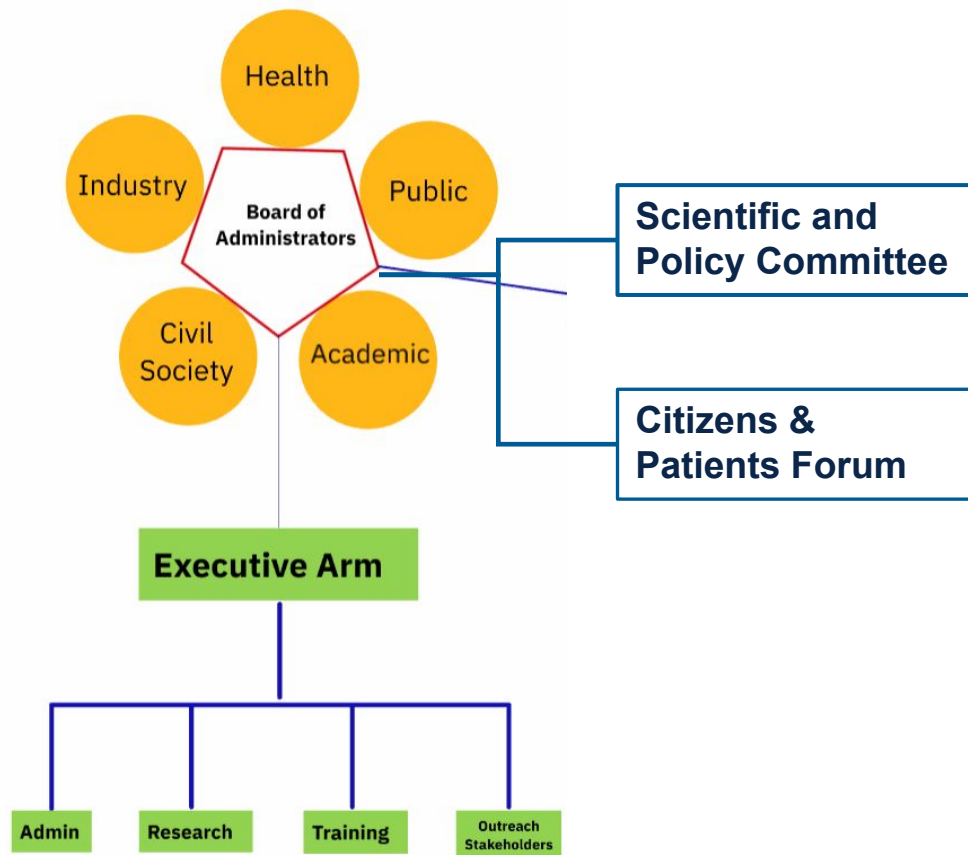 Health
Industry
Public
Board of
Administrators
Scientific and
Policy Committee
Civil
Society
Academic
Citizens &
Patients Forum
Executive Arm
Admin
Research
Training
Outreach
Stakeholders